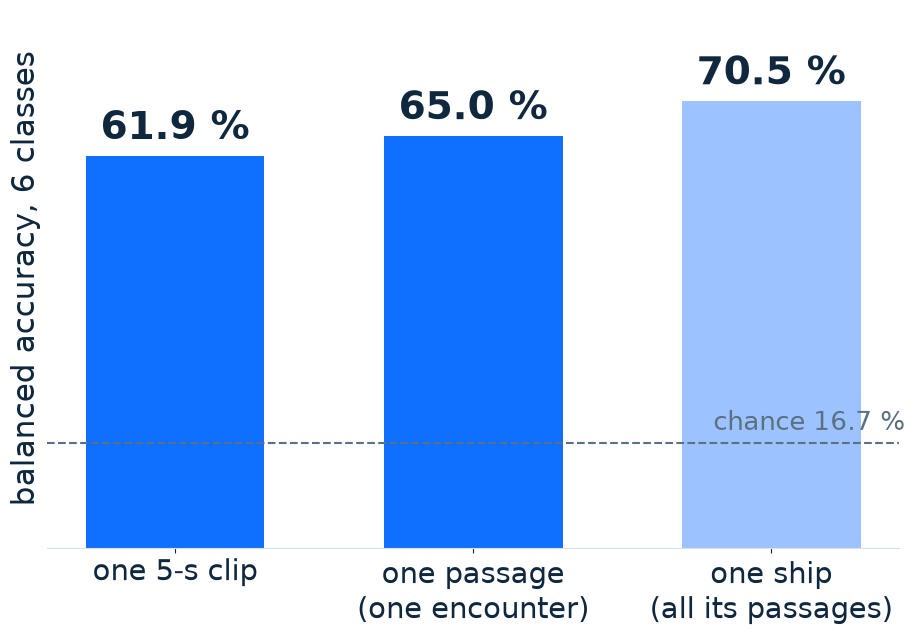 balanced accuracy, 6 classes
61.9 %
65.0 %
70.5 %
chance 16.7 %
one 5-s clip
one passage
(one encounter)
one ship
(all its passages)